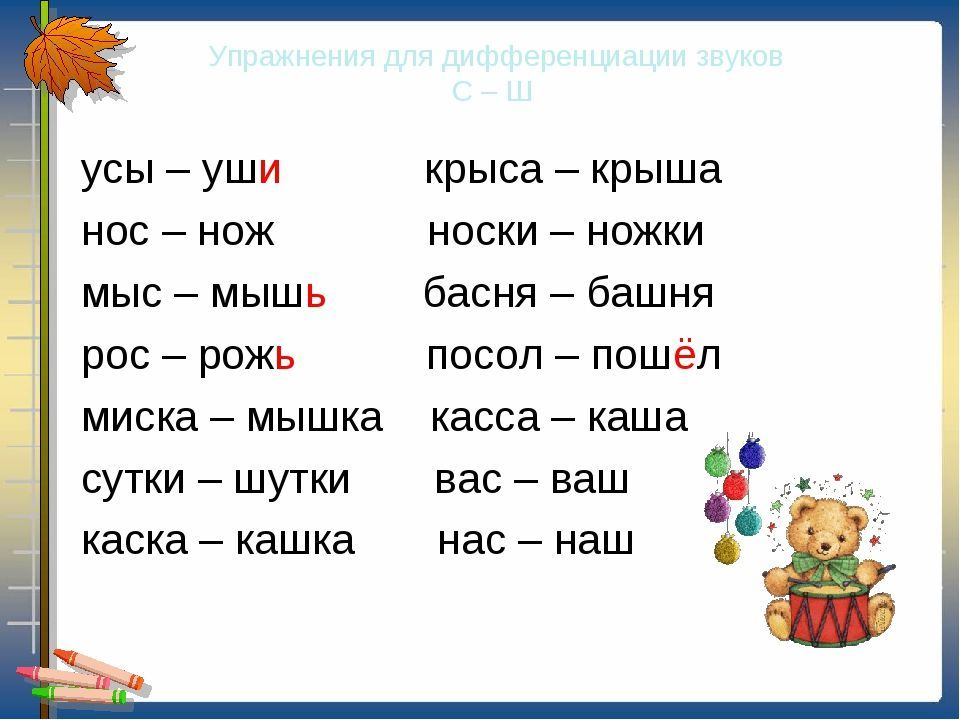 Упражнения для дифференциации звуков
С – Ш
усы – уши крыса – крыша
нос – нож носки – ножки
мыс – мышь басня – башня
рос – рожь посол – пошёл
миска – мышка касса – каша
сутки – шутки вас – ваш
каска – кашка нас – наш